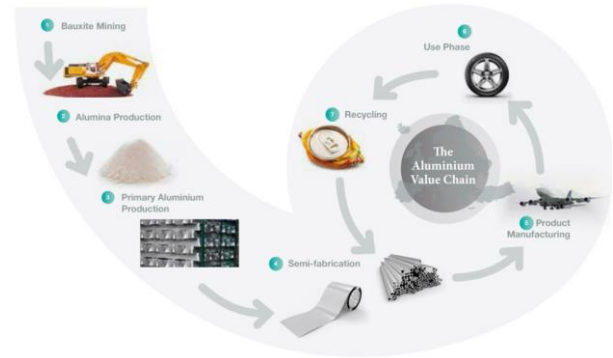 1 Bauxite Mining
2 Alumina Production
3 Primary Aluminium
Production
4 Semi-fabrication
5 Product
Manufacturing
6
Use Phase
7 Recycling
The
Aluminium
Value Chain